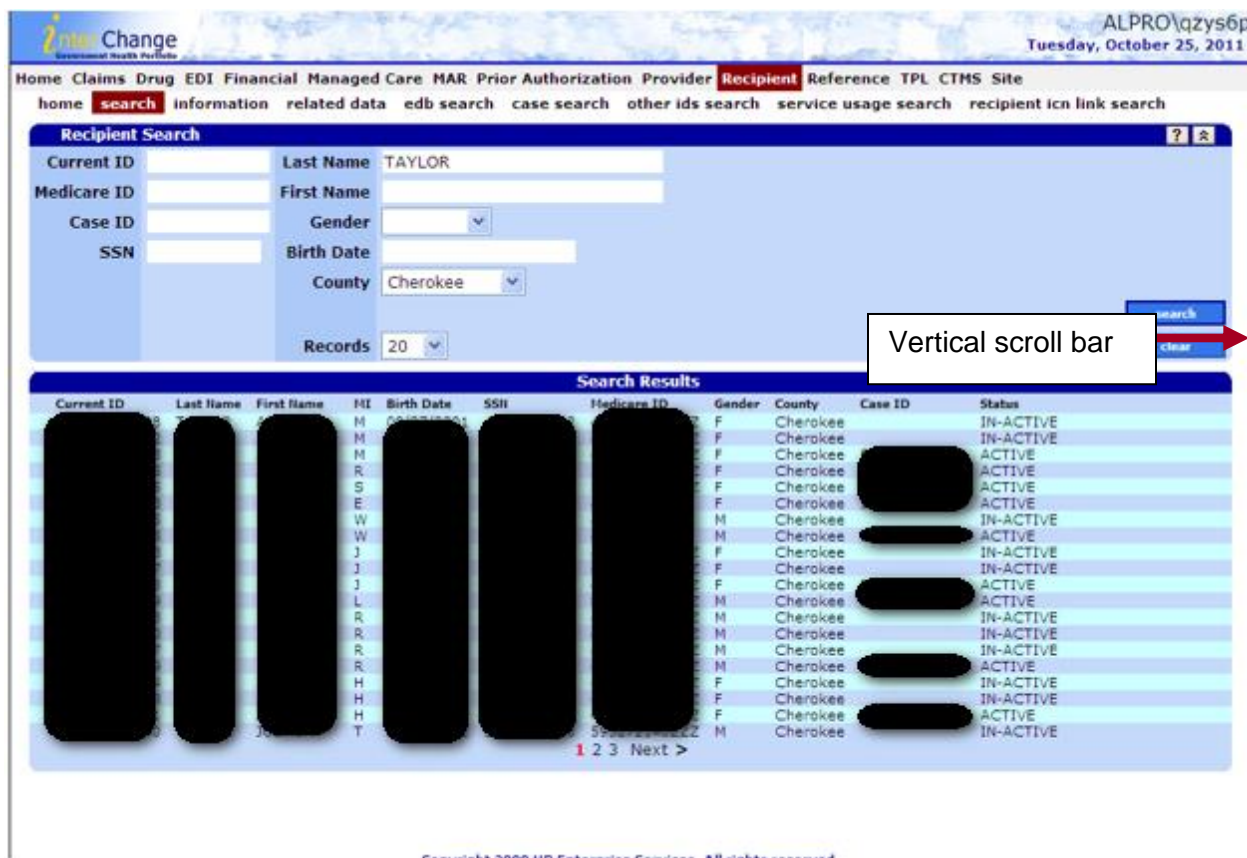 interChange
Government Health Portfolio
ALPRO\qzys6p
Tuesday, October 25, 2011
Home Claims Drug EDI Financial Managed Care MAR Prior Authorization Provider Recipient Reference TPL CTMS Site
home search information related data edb search case search other ids search service usage search recipient icn link search
Recipient Search ?
Current ID Last Name TAYLOR
Medicare ID First Name
Case ID Gender
SSN Birth Date
County Cherokee
search
Records 20 clear
Vertical scroll bar
Search Results
Current ID Last Name First Name MI Birth Date SSN Medicare ID Gender County Case ID Status
M F Cherokee IN-ACTIVE
M F Cherokee IN-ACTIVE
M F Cherokee ACTIVE
R F Cherokee ACTIVE
S F Cherokee ACTIVE
E F Cherokee ACTIVE
W M Cherokee IN-ACTIVE
W M Cherokee ACTIVE
J F Cherokee IN-ACTIVE
J F Cherokee IN-ACTIVE
J F Cherokee ACTIVE
L M Cherokee ACTIVE
R M Cherokee IN-ACTIVE
R M Cherokee IN-ACTIVE
R M Cherokee IN-ACTIVE
R M Cherokee ACTIVE
H F Cherokee IN-ACTIVE
H F Cherokee IN-ACTIVE
H F Cherokee ACTIVE
T M Cherokee IN-ACTIVE
1 2 3 Next >